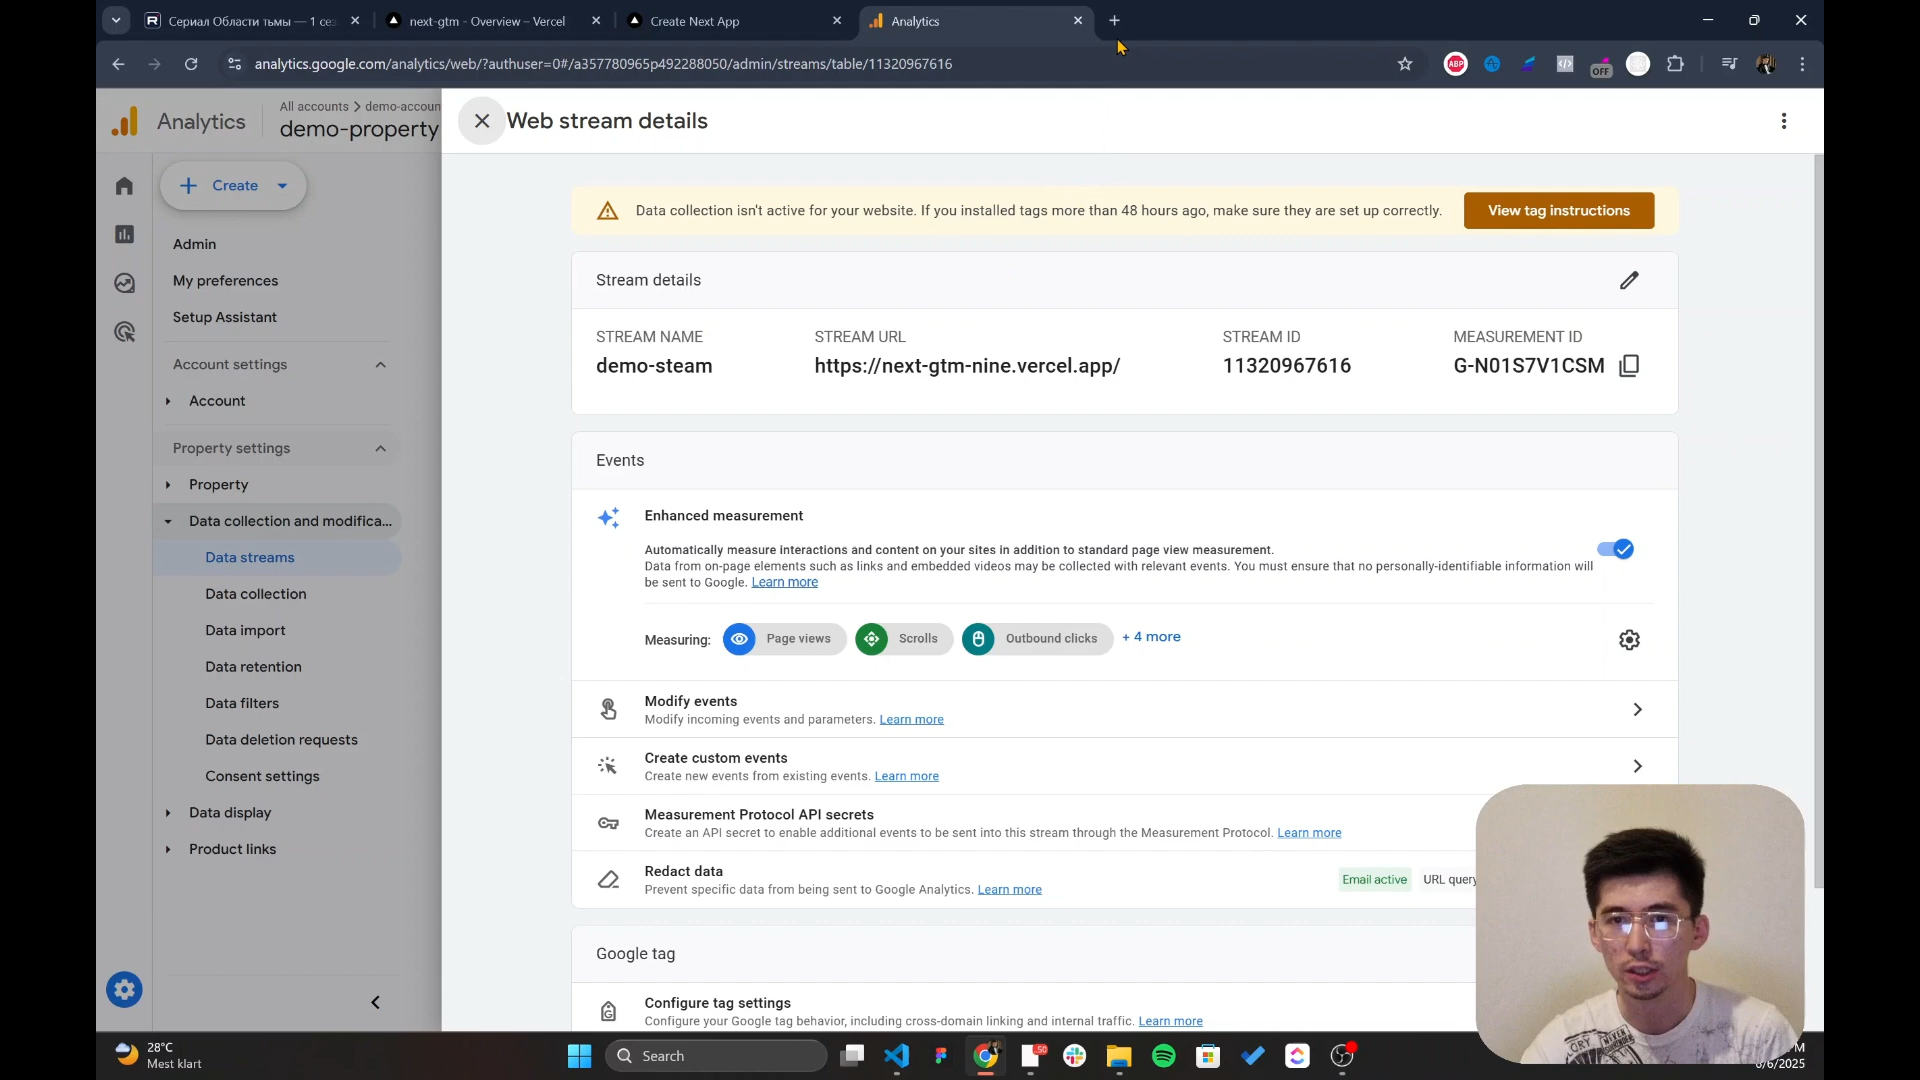 Сериал Области тьмы — 1 сез
next-gtm - Overview – Vercel
Create Next App
Analytics
analytics.google.com/analytics/web/?authuser=0#/a357780965p492288050/admin/streams/table/11320967616
ABP
OFF
Analytics
All accounts > demo-accoun
demo-property
Web stream details
Create
Admin
My preferences
Setup Assistant
Account settings
Account
Property settings
Property
Data collection and modifica...
Data streams
Data collection
Data import
Data retention
Data filters
Data deletion requests
Consent settings
Data display
Product links
Data collection isn't active for your website. If you installed tags more than 48 hours ago, make sure they are set up correctly.
View tag instructions
Stream details
STREAM NAME
STREAM URL
STREAM ID
MEASUREMENT ID
demo-steam
https://next-gtm-nine.vercel.app/
11320967616
G-N01S7V1CSM
Events
Enhanced measurement
Automatically measure interactions and content on your sites in addition to standard page view measurement.
Data from on-page elements such as links and embedded videos may be collected with relevant events. You must ensure that no personally-identifiable information will
be sent to Google. Learn more
Measuring:
Page views
Scrolls
Outbound clicks
+ 4 more
Modify events
Modify incoming events and parameters. Learn more
Create custom events
Create new events from existing events. Learn more
Measurement Protocol API secrets
Create an API secret to enable additional events to be sent into this stream through the Measurement Protocol. Learn more
Redact data
Prevent specific data from being sent to Google Analytics. Learn more
Email active
URL query
Google tag
Configure tag settings
Configure your Google tag behavior, including cross-domain linking and internal traffic. Learn more
28°C
Mest klart
Search
50
M
6/6/2025